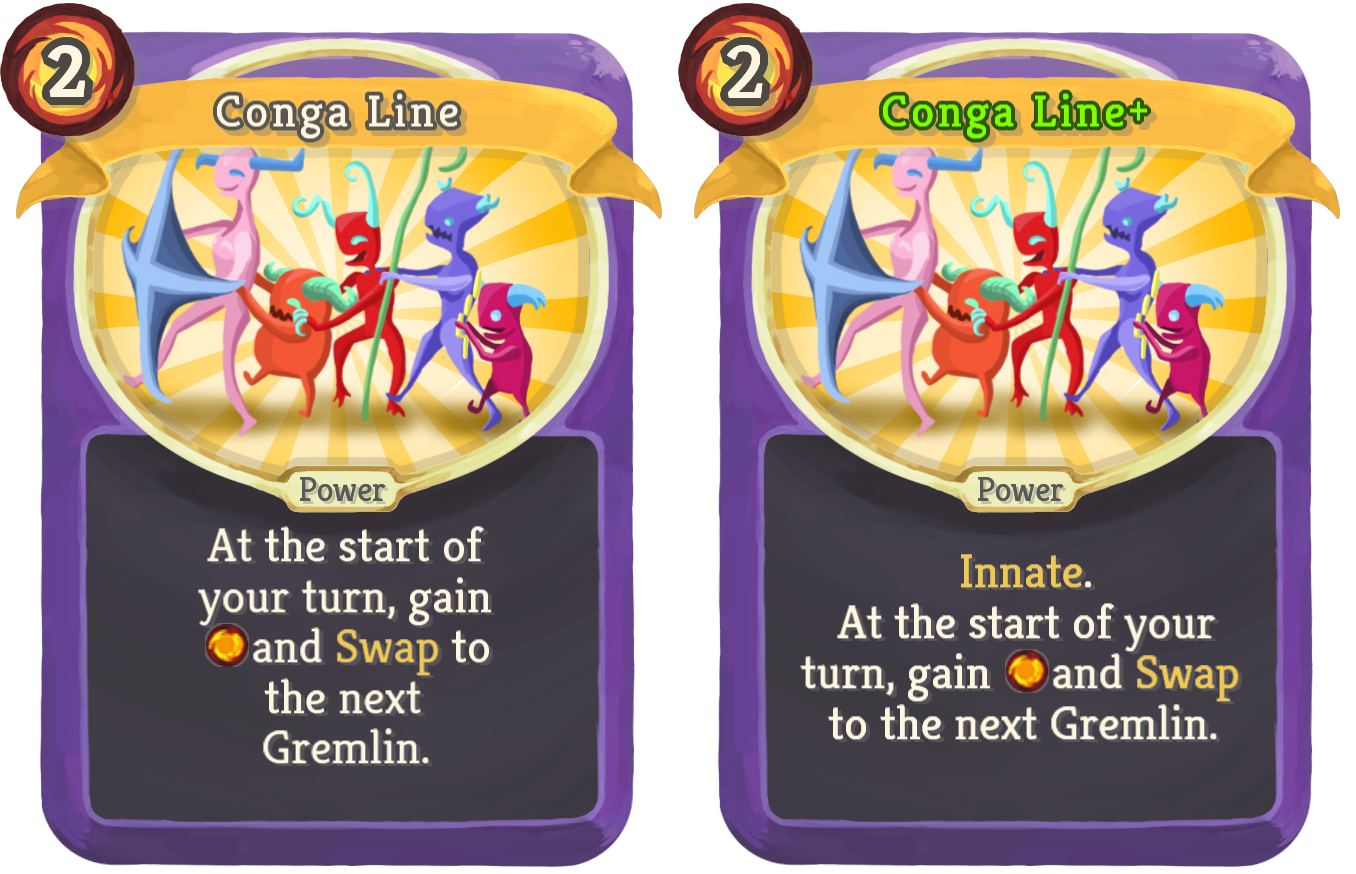 2
Conga Line
Power
At the start of
your turn, gain
and Swap to
the next
Gremlin.
2
Conga Line+
Power
Innate.
At the start of your
turn, gain and Swap
to the next Gremlin.